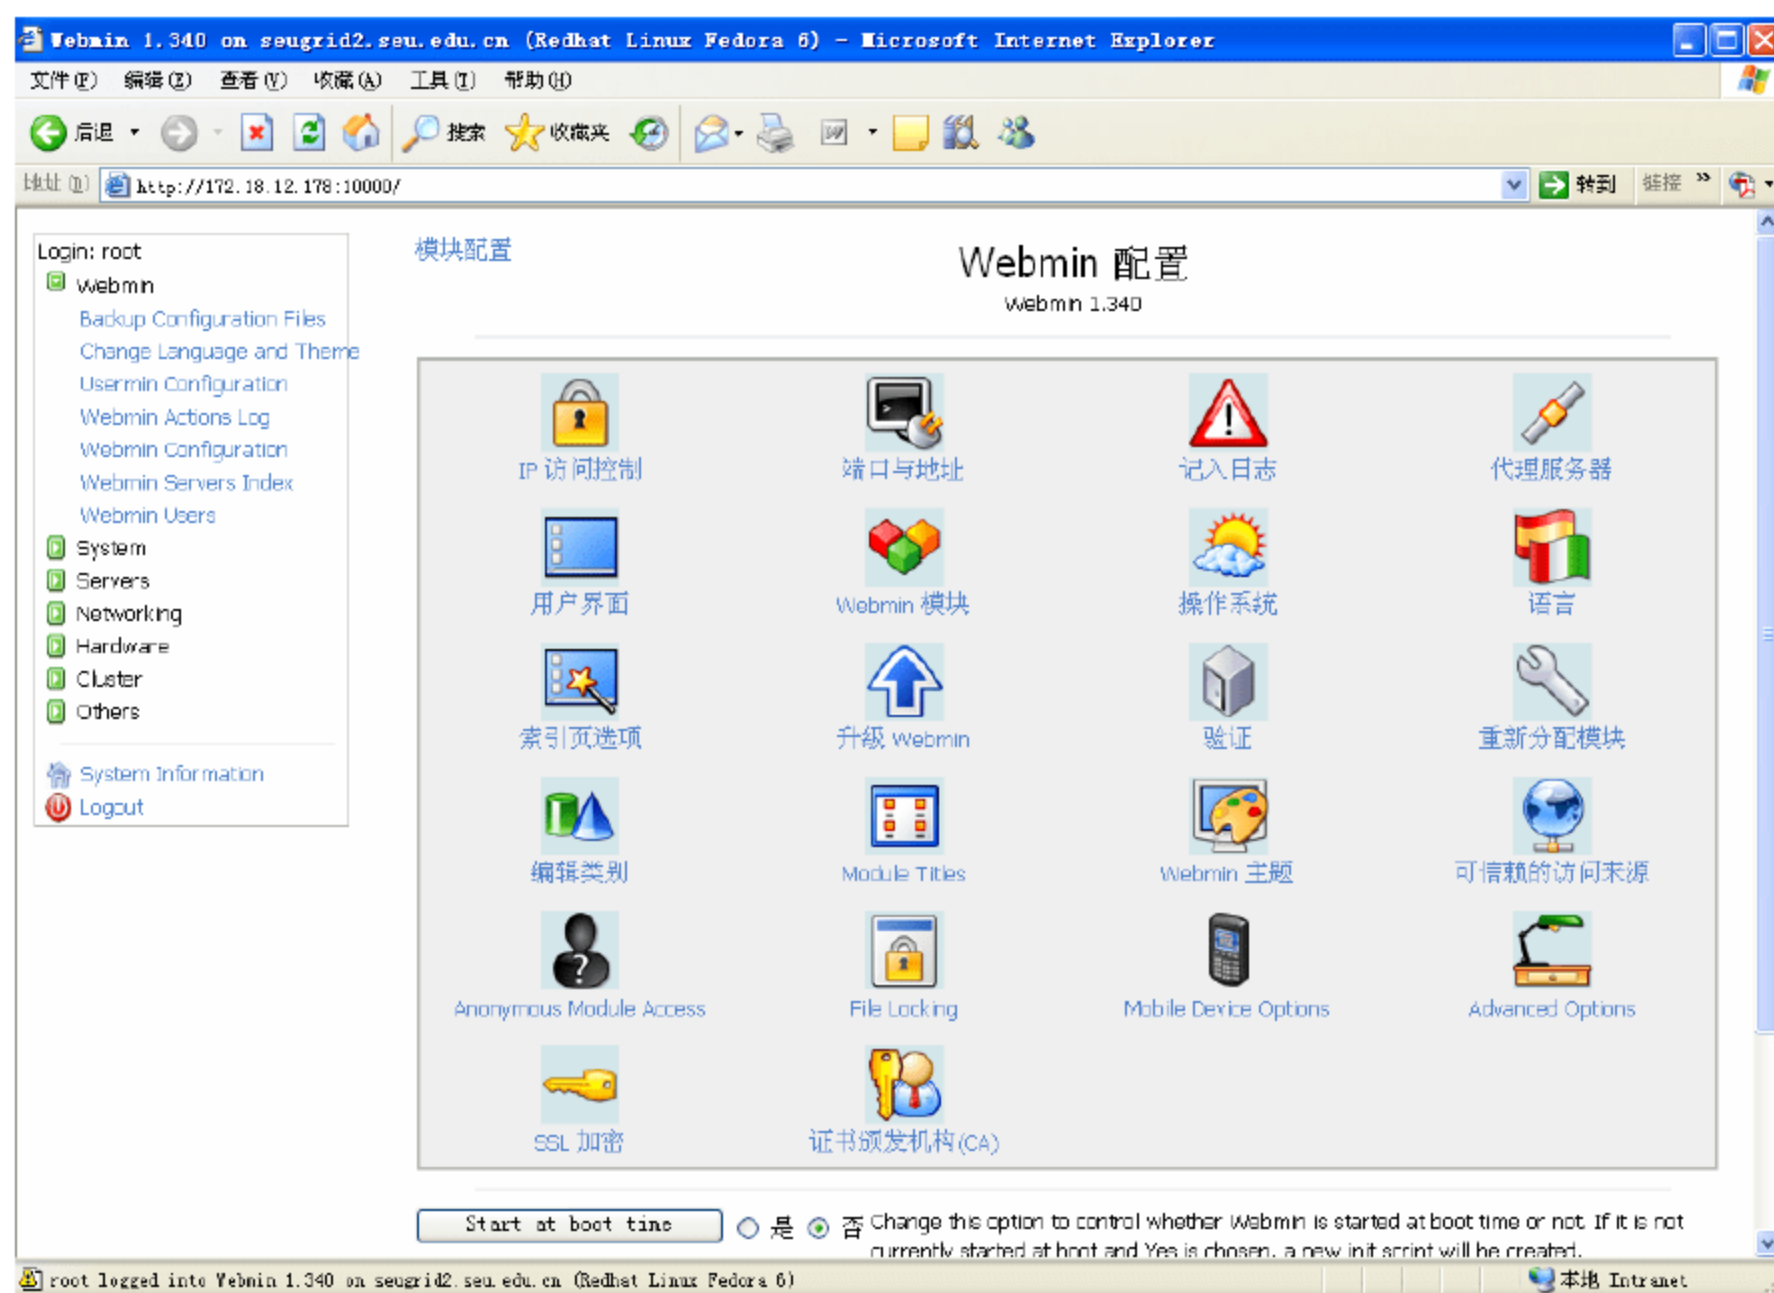 Webmin 1.340 on seugrid2.seu.edu.cn (Redhat Linux Fedora 6) - Microsoft Internet Explorer
文件(F) 编辑(E) 查看(V) 收藏(A) 工具(T) 帮助(H)
后退 搜索 收藏夹
地址(D) http://172.18.12.178:10000/ 转到 链接 »
Login: root
Webmin
Backup Configuration Files
Change Language and Theme
Usermin Configuration
Webmin Actions Log
Webmin Configuration
Webmin Servers Index
Webmin Users
System
Servers
Networking
Hardware
Cluster
Others
System Information
Logout
模块配置
Webmin 配置
Webmin 1.340
IP 访问控制 端口与地址 记入日志 代理服务器
用户界面 Webmin 模块 操作系统 语言
索引页选项 升级 Webmin 验证 重新分配模块
编辑类别 Module Titles Webmin 主题 可信赖的访问来源
Anonymous Module Access File Locking Mobile Device Options Advanced Options
SSL 加密 证书颁发机构(CA)
Start at boot time 是 否 Change this option to control whether Webmin is started at boot time or not. If it is not
currently started at boot and Yes is chosen, a new init script will be created.
root logged into Webmin 1.340 on seugrid2.seu.edu.cn (Redhat Linux Fedora 6) 本地 Intranet